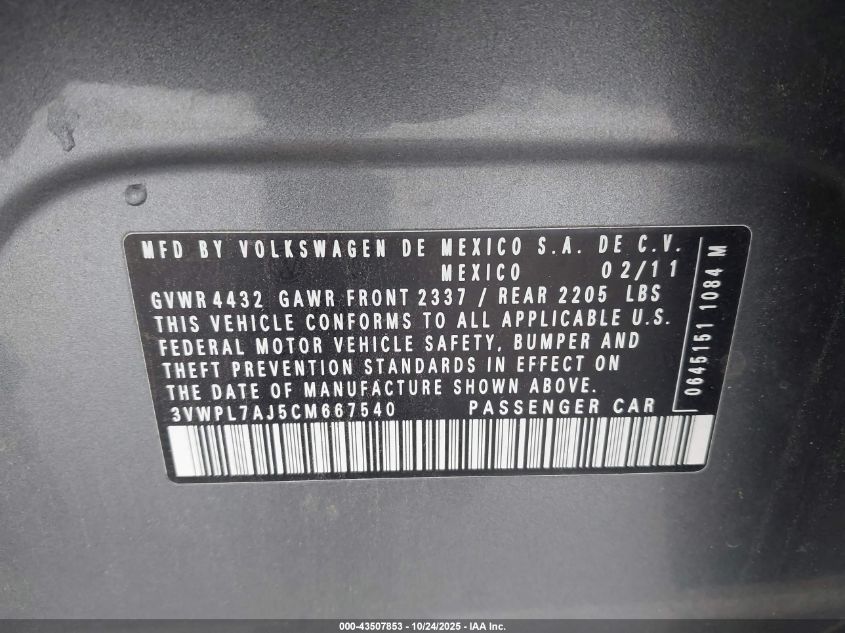 MFD BY VOLKSWAGEN DE MEXICO S.A. DE C.V.
MEXICO 02/11
GVWR 4432 GAWR FRONT 2337 / REAR 2205 LBS
THIS VEHICLE CONFORMS TO ALL APPLICABLE U.S.
FEDERAL MOTOR VEHICLE SAFETY, BUMPER AND
THEFT PREVENTION STANDARDS IN EFFECT ON
THE DATE OF MANUFACTURE SHOWN ABOVE.
3VWPL7AJ5CM667540 PASSENGER CAR
0645151 1084 M
000-43507853 - 10/24/2025 - IAA Inc.